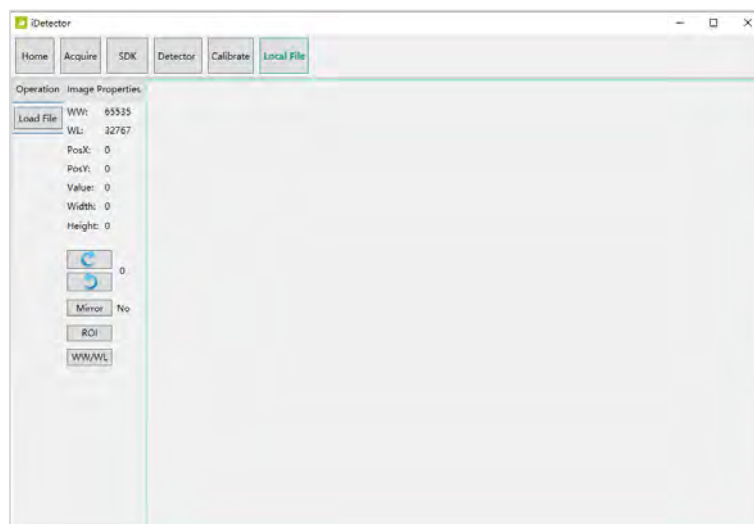 iDetector
Home Acquire SDK Detector Calibrate Local File
Operation Image Properties
Load File
WW: 65535
WL: 32767
PosX: 0
PosY: 0
Value: 0
Width: 0
Height: 0
0
Mirror No
ROI
WW/WL